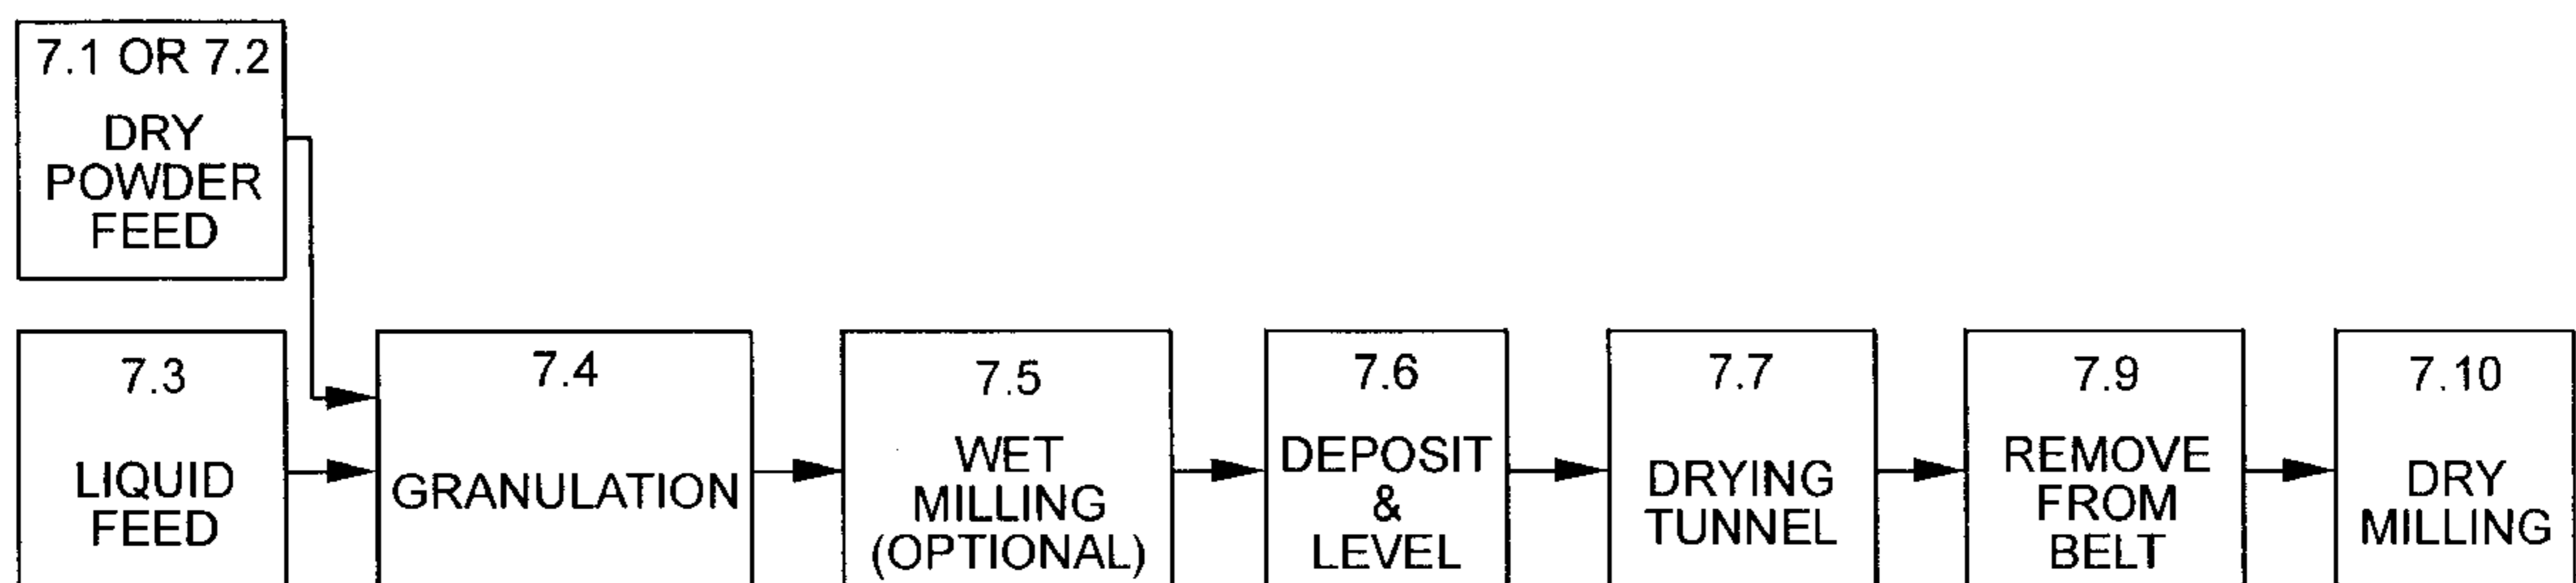 7.1 OR 7.2
DRY
POWDER
FEED
7.3
LIQUID
FEED
7.4
GRANULATION
7.5
WET
MILLING
(OPTIONAL)
7.6
DEPOSIT
&
LEVEL
7.7
DRYING
TUNNEL
7.9
REMOVE
FROM
BELT
7.10
DRY
MILLING